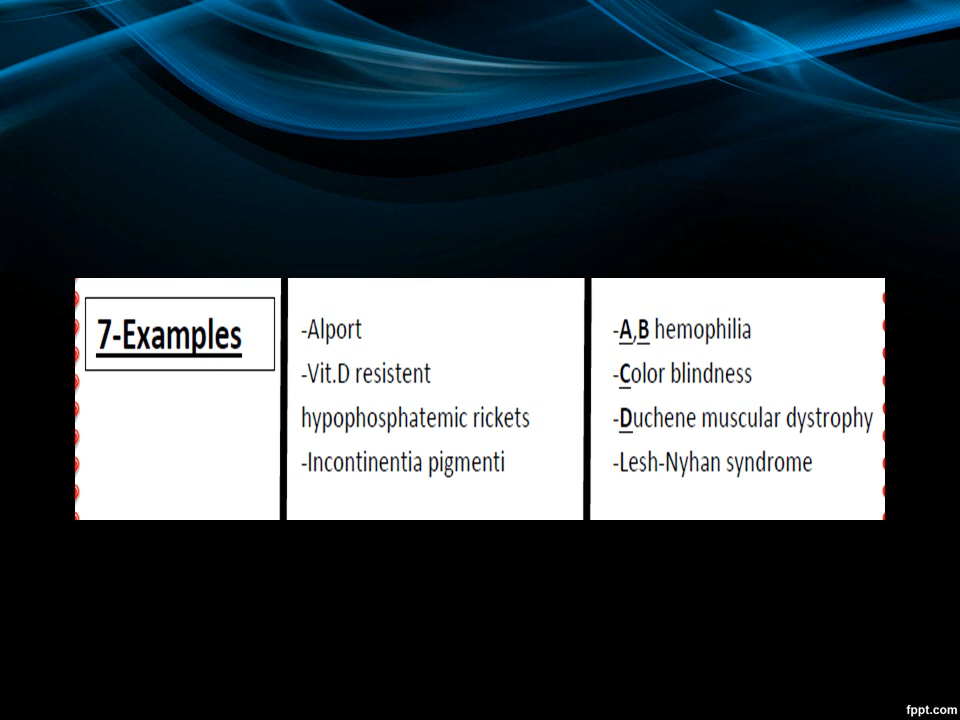 7-Examples
-Alport
-Vit.D resistent
hypophosphatemic rickets
-Incontinentia pigmenti
-A,B hemophilia
-Color blindness
-Duchene muscular dystrophy
-Lesh-Nyhan syndrome
fppt.com